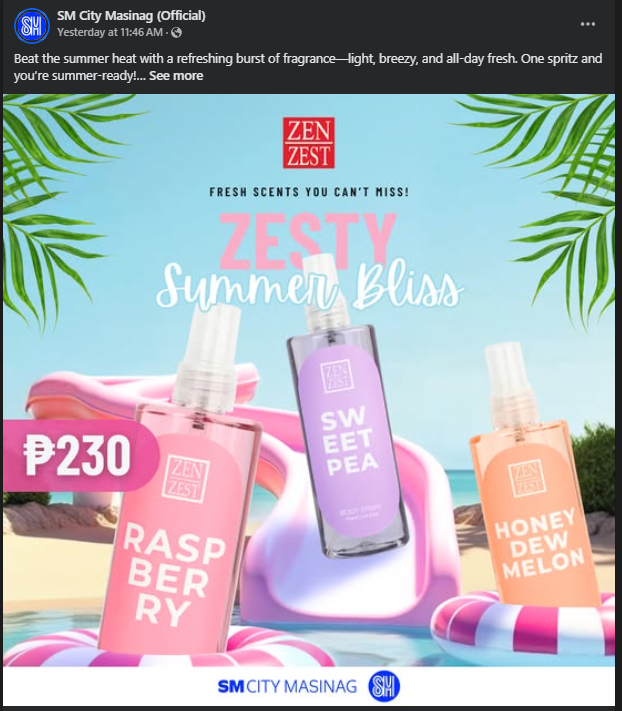 SM City Masinag (Official)
Yesterday at 11:46 AM ·
Beat the summer heat with a refreshing burst of fragrance—light, breezy, and all-day fresh. One spritz and
you're summer-ready!... See more
ZEN
ZEST
FRESH SCENTS YOU CAN'T MISS!
ZESTY
Summer Bliss
ZEN
ZEST
SW
EET
PEA
BODY SPRAY
₱230
ZEN
ZEST
RASP
BER
RY
ZEN
ZEST
HONEY
DEW
MELON
SM CITY MASINAG SM